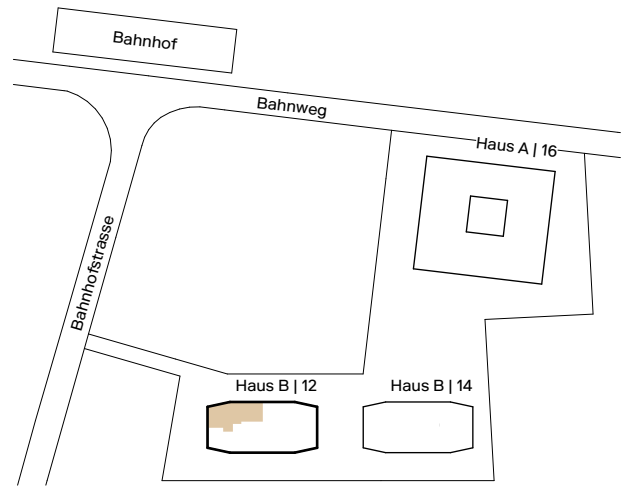 Bahnhof
Bahnweg
Haus A | 16
Bahnhofstrasse
Haus B | 12
Haus B | 14